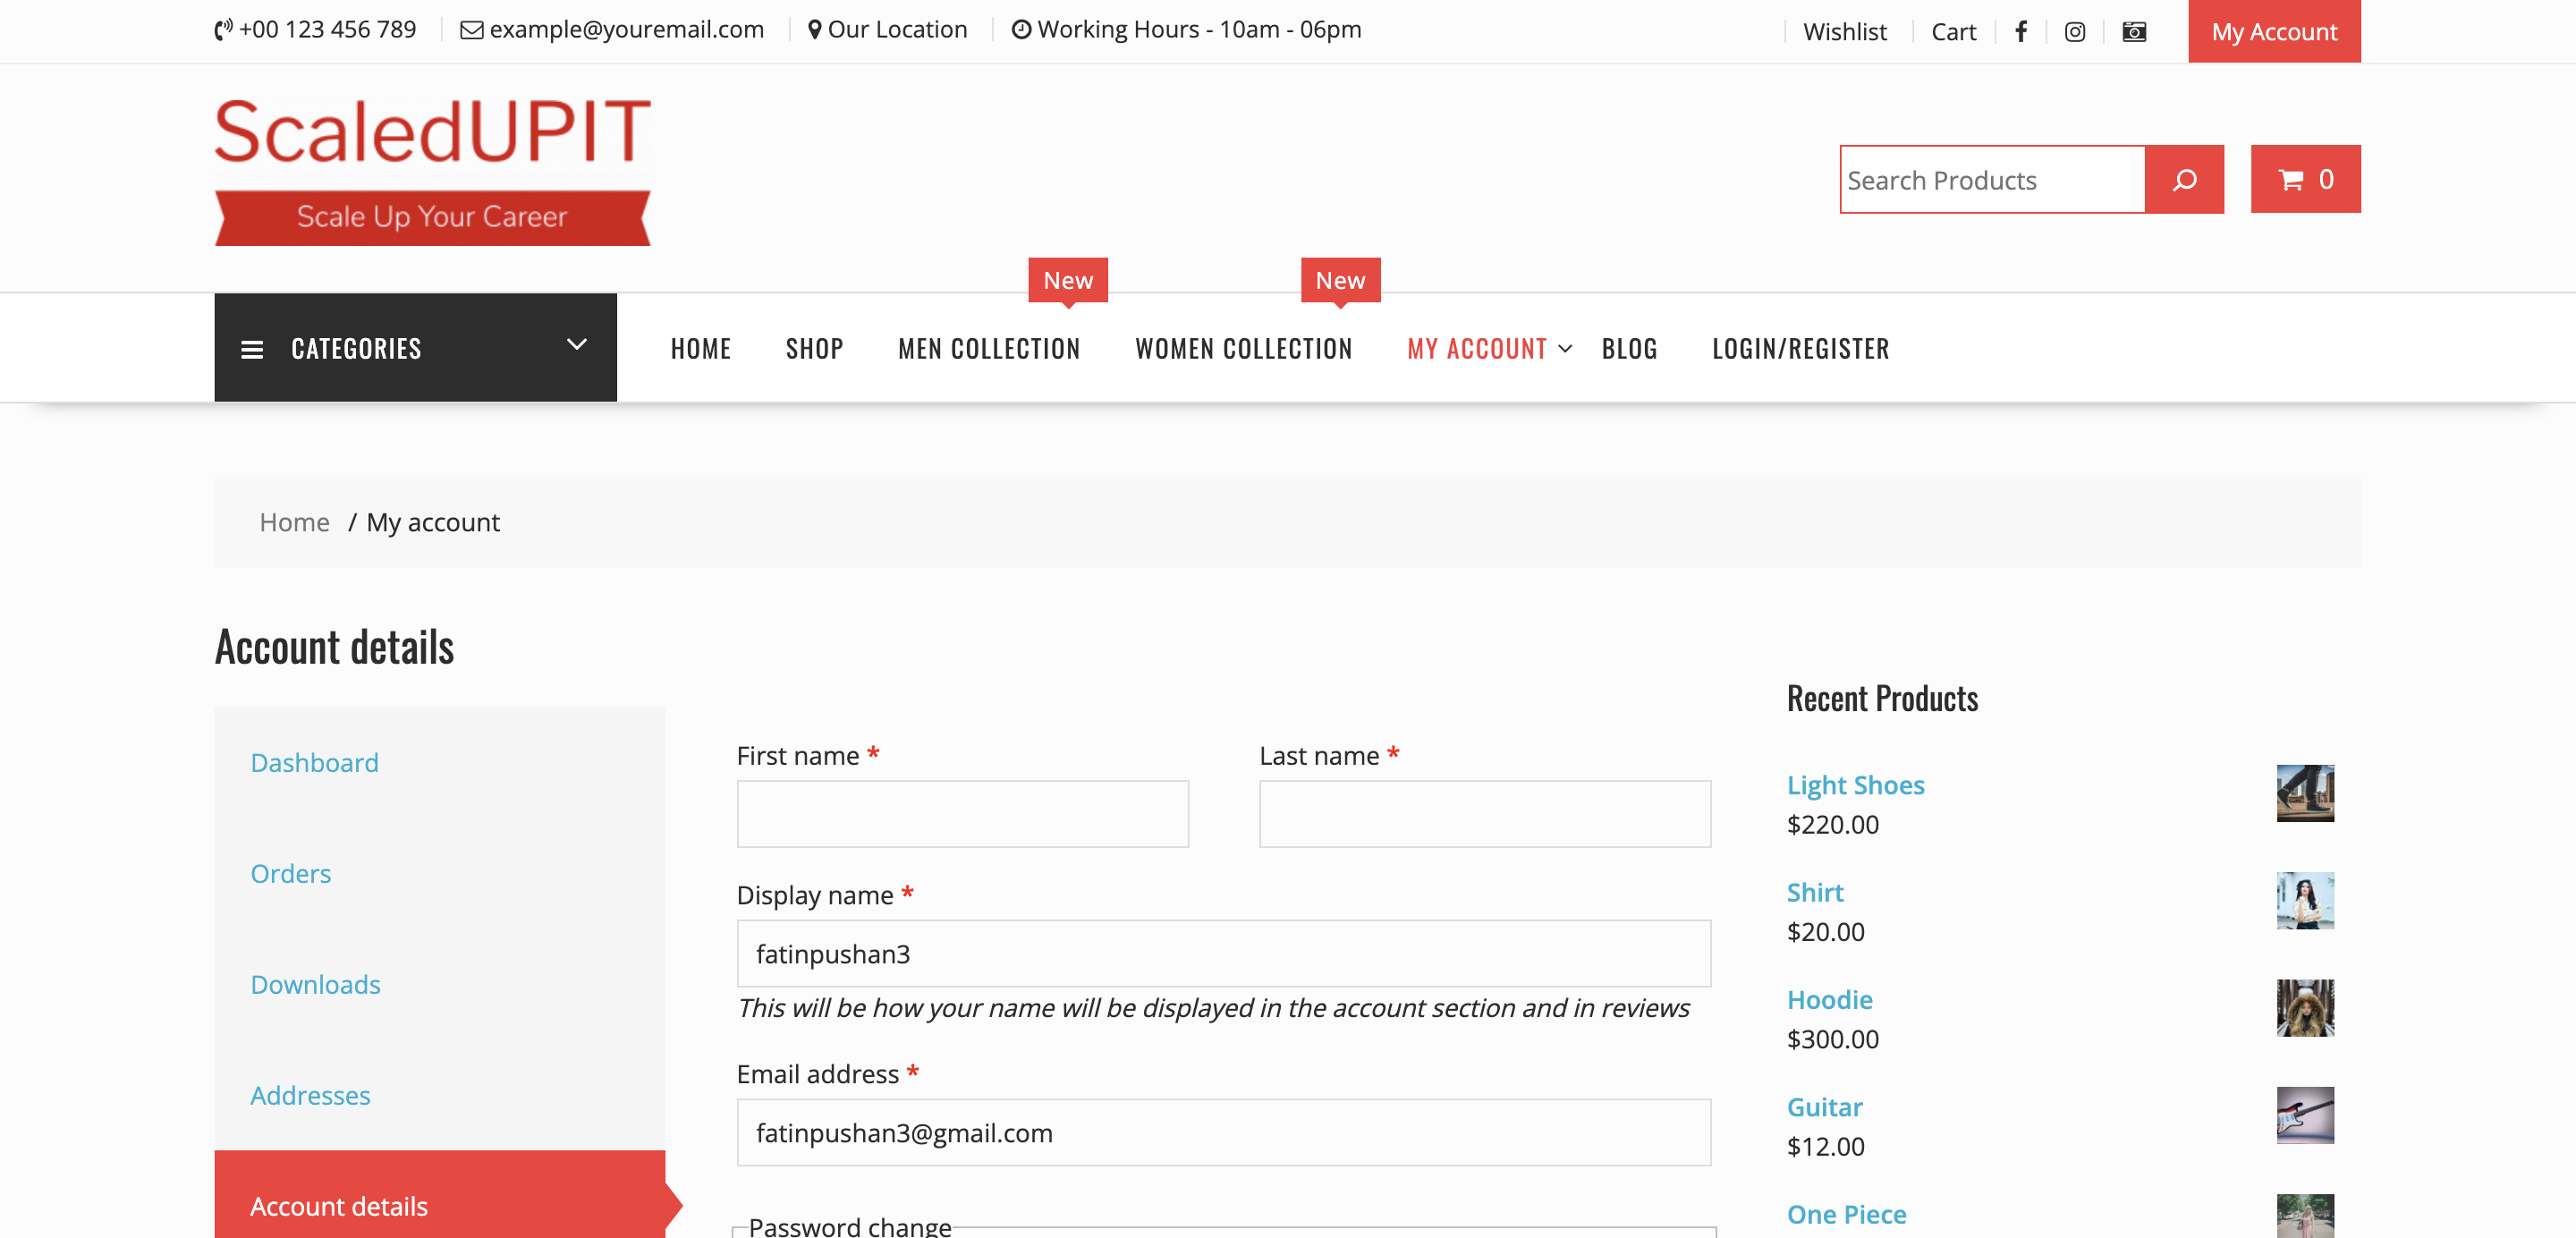 +00 123 456 789
example@youremail.com
Our Location
Working Hours - 10am - 06pm
Wishlist
Cart
My Account
ScaledUPIT
Scale Up Your Career
Search Products
0
New
New
CATEGORIES
HOME
SHOP
MEN COLLECTION
WOMEN COLLECTION
MY ACCOUNT
BLOG
LOGIN/REGISTER
Home / My account
Account details
Dashboard
Orders
Downloads
Addresses
Account details
First name *
Last name *
Display name *
fatinpushan3
This will be how your name will be displayed in the account section and in reviews
Email address *
fatinpushan3@gmail.com
Password change
Recent Products
Light Shoes
$220.00
Shirt
$20.00
Hoodie
$300.00
Guitar
$12.00
One Piece